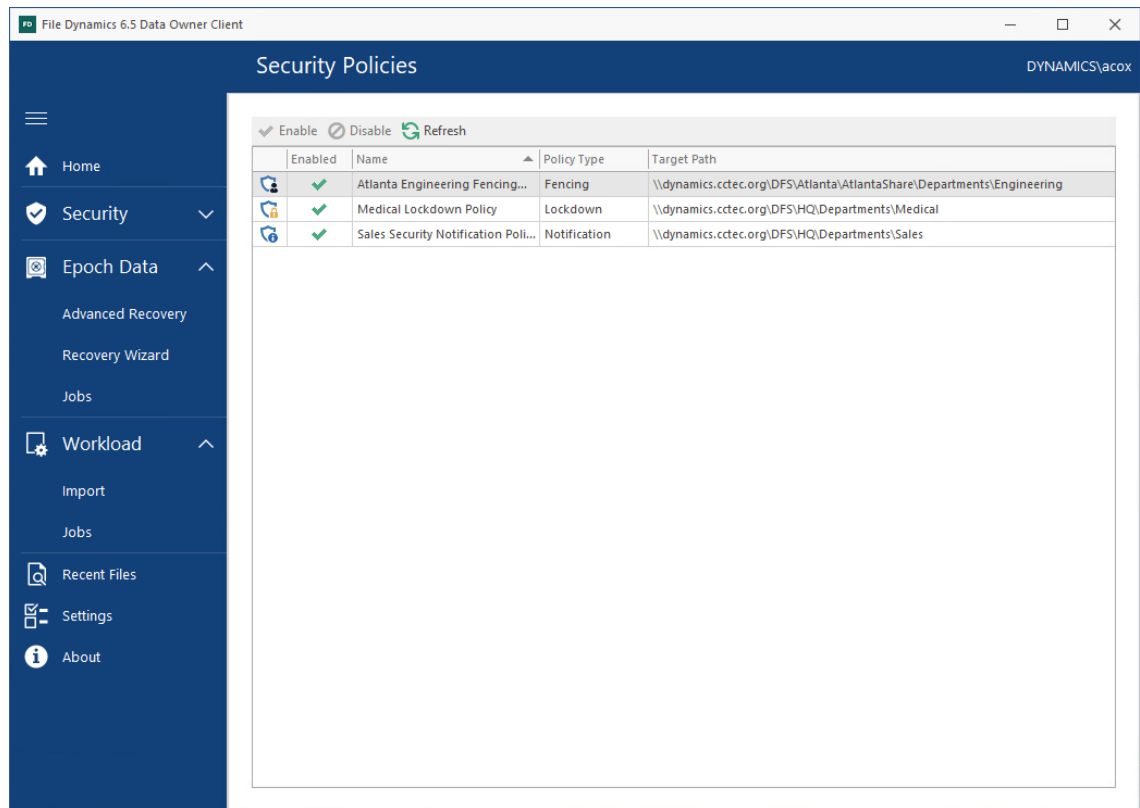 FD File Dynamics 6.5 Data Owner Client
Security Policies
DYNAMICS\acox
Home
Security
Epoch Data
Advanced Recovery
Recovery Wizard
Jobs
Workload
Import
Jobs
Recent Files
Settings
About
Enable Disable Refresh
Enabled Name Policy Type Target Path
Atlanta Engineering Fencing... Fencing \\dynamics.cctec.org\DFS\Atlanta\AtlantaShare\Departments\Engineering
Medical Lockdown Policy Lockdown \\dynamics.cctec.org\DFS\HQ\Departments\Medical
Sales Security Notification Poli... Notification \\dynamics.cctec.org\DFS\HQ\Departments\Sales